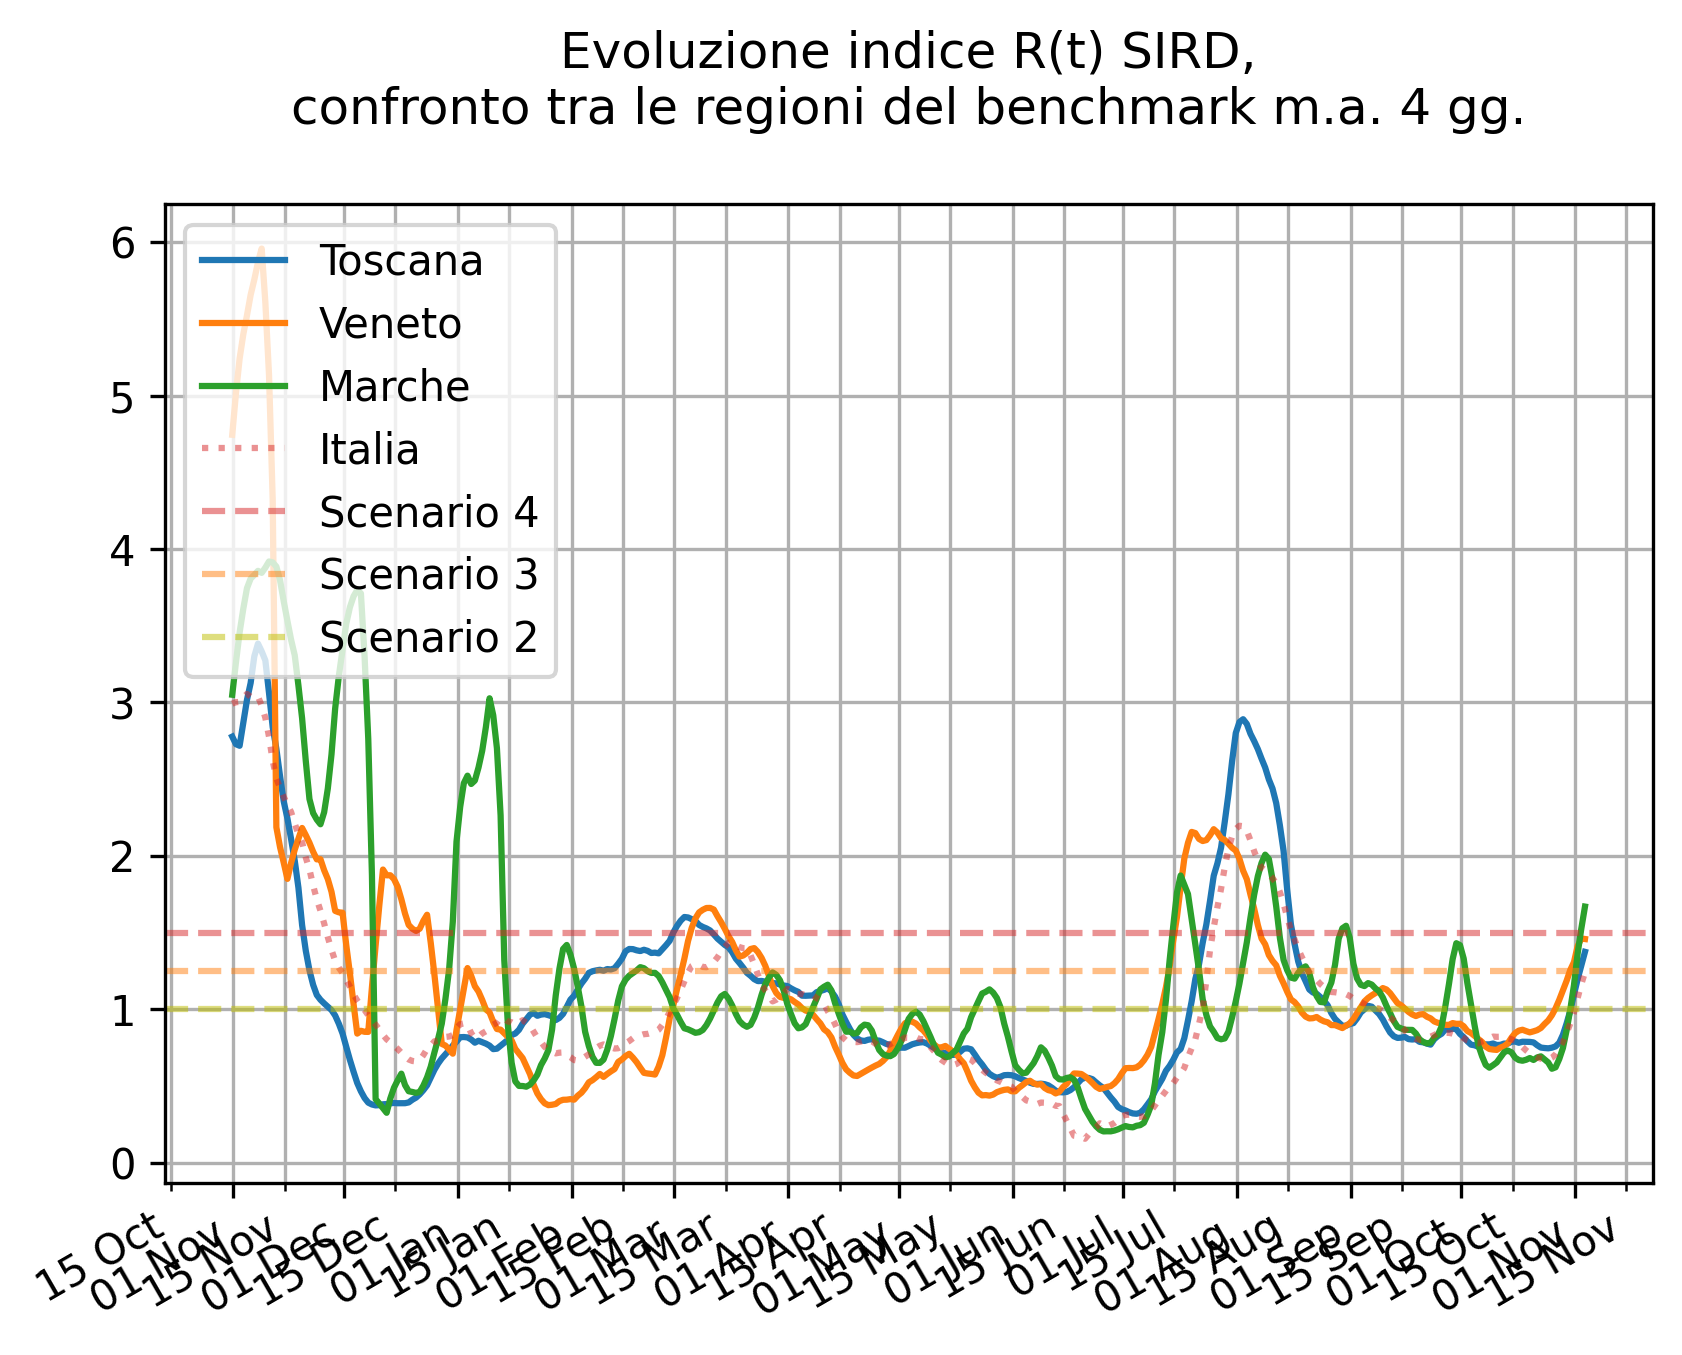 Evoluzione indice R(t) SIRD,
confronto tra le regioni del benchmark m.a. 4 gg.
6
5
4
3
2
1
0
Toscana
Veneto
Marche
Italia
Scenario 4
Scenario 3
Scenario 2
15 Oct
01 Nov
15 Nov
01 Dec
15 Dec
01 Jan
15 Jan
01 Feb
15 Feb
01 Mar
15 Mar
01 Apr
15 Apr
01 May
15 May
01 Jun
15 Jun
01 Jul
15 Jul
01 Aug
15 Aug
01 Sep
15 Sep
01 Oct
15 Oct
01 Nov
15 Nov